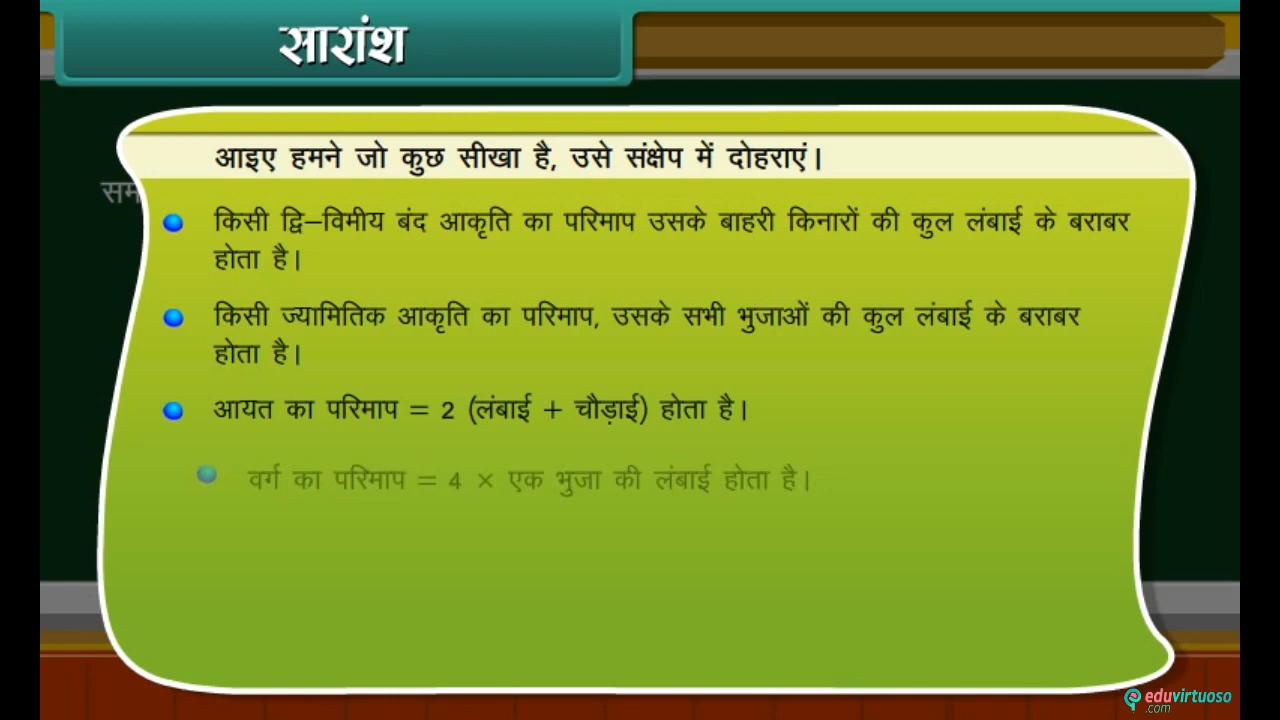 सारांश
आइए हमने जो कुछ सीखा है, उसे संक्षेप में दोहराएं।
सम
किसी द्वि–विमीय बंद आकृति का परिमाप उसके बाहरी किनारों की कुल लंबाई के बराबर
होता है।
किसी ज्यामितिक आकृति का परिमाप, उसके सभी भुजाओं की कुल लंबाई के बराबर
होता है।
आयत का परिमाप = 2 (लंबाई + चौड़ाई) होता है।
वर्ग का परिमाप = 4 × एक भुजा की लंबाई होता है।
eduvirtuoso
.com